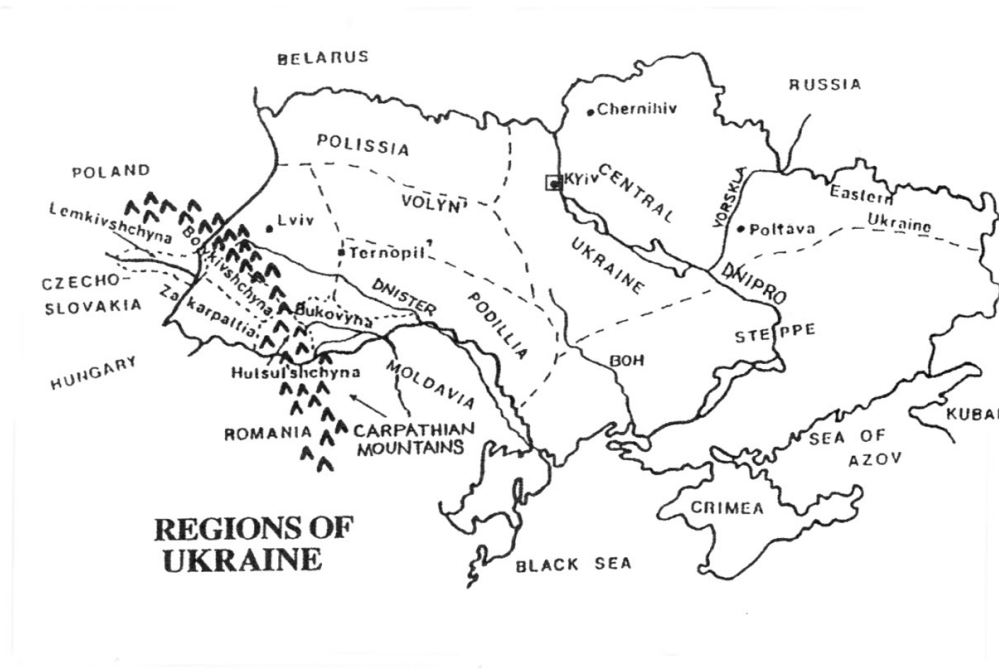 BELARUS
RUSSIA
Chernihiv
POLISSIA
POLAND
KYiv
CENTRAL
UKRAINE
VOLYN'
VORSKLA
Eastern
Ukraine
Lemkivshchyna
Lviv
Poltava
Boykivshchyna
Ternopil'
CZECHO-
SLOVAKIA
Zakarpattia
DNISTER
DNIPRO
Bukovyna
PODILLIA
STEPPE
HUNGARY
Hutsul'shchyna
MOLDAVIA
BOH
ROMANIA
CARPATHIAN
MOUNTAINS
SEA OF
AZOV
KUBAN
CRIMEA
REGIONS OF
UKRAINE
BLACK SEA